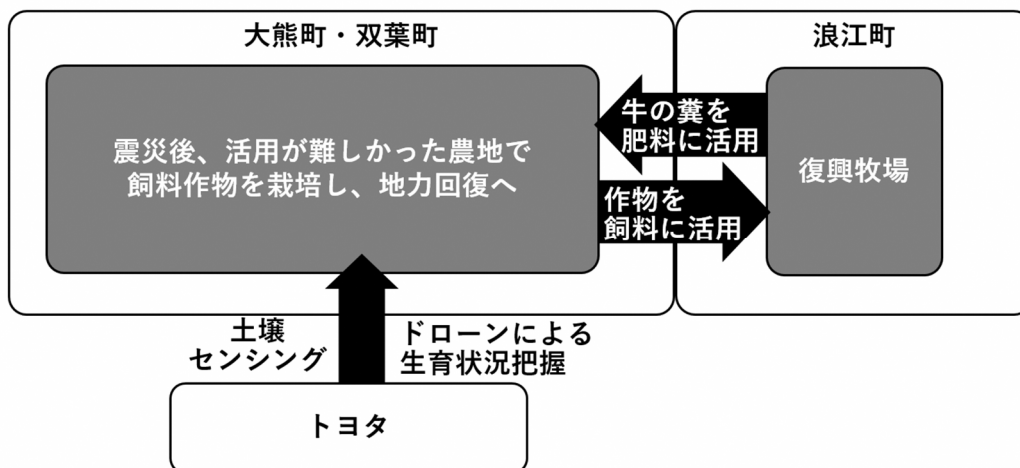 大熊町・双葉町
浪江町
震災後、活用が難しかった農地で
飼料作物を栽培し、地力回復へ
牛の糞を
肥料に活用
作物を
飼料に活用
復興牧場
土壌
センシング
ドローンによる
生育状況把握
トヨタ